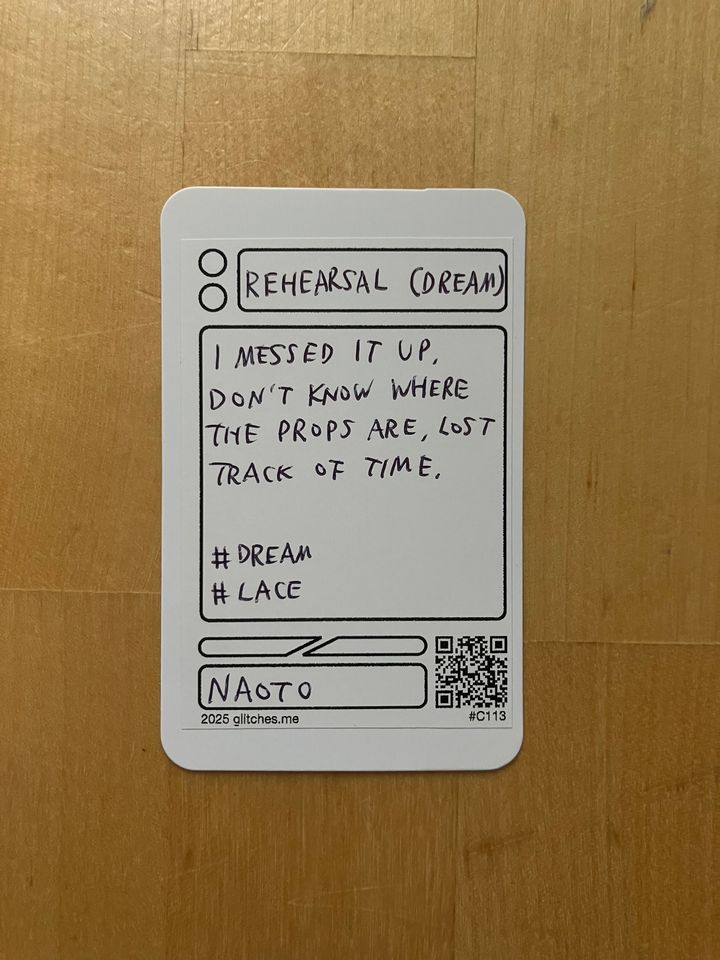 REHEARSAL (DREAM)
I MESSED IT UP,
DON'T KNOW WHERE
THE PROPS ARE, LOST
TRACK OF TIME.
# DREAM
# LACE
NAOTO
2025 glitches.me
#C113